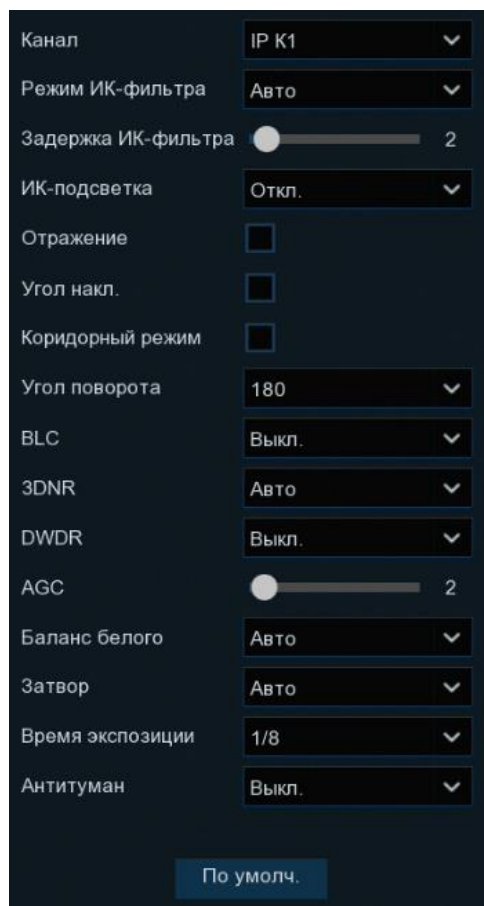 Канал IP К1
Режим ИК-фильтра Авто
Задержка ИК-фильтра 2
ИК-подсветка Откл.
Отражение
Угол накл.
Коридорный режим
Угол поворота 180
BLC Выкл.
3DNR Авто
DWDR Выкл.
AGC 2
Баланс белого Авто
Затвор Авто
Время экспозиции 1/8
Антитуман Выкл.
По умолч.